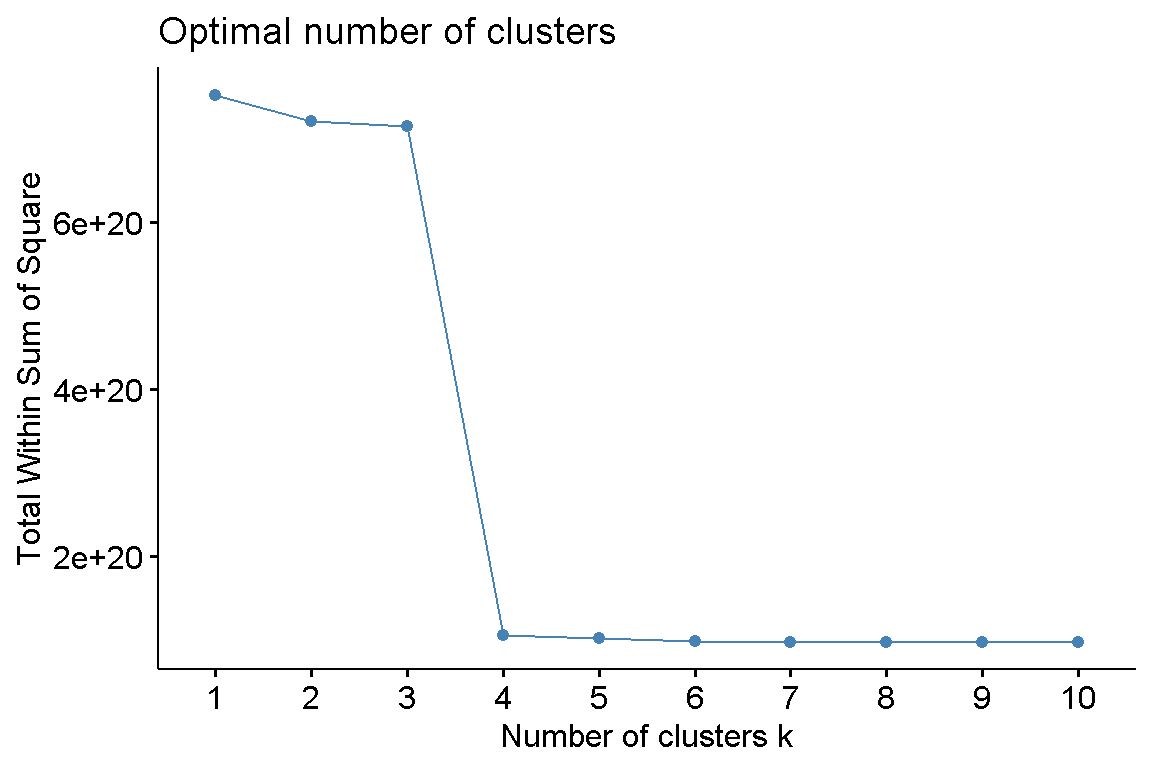 Optimal number of clusters
Total Within Sum of Square
6e+20
4e+20
2e+20
1 2 3 4 5 6 7 8 9 10
Number of clusters k